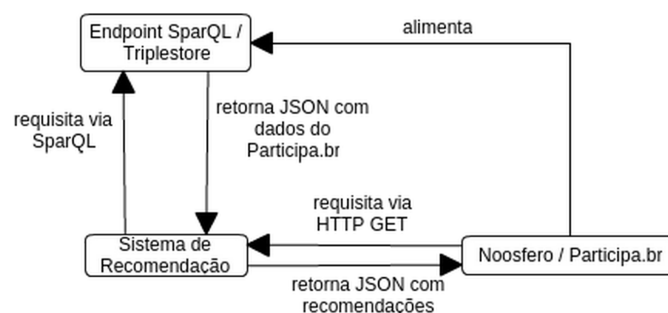 Endpoint SparQL /
Triplestore
alimenta
requisita via
SparQL
retorna JSON com
dados do
Participa.br
requisita via
HTTP GET
Sistema de
Recomendação
Noosfero / Participa.br
retorna JSON com
recomendações